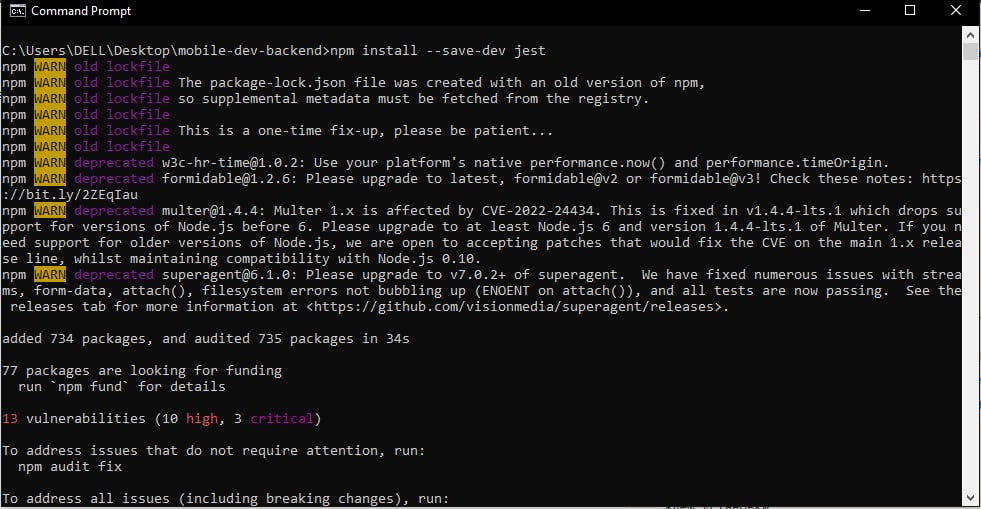 Command Prompt
C:\Users\DELL\Desktop\mobile-dev-backend>npm install --save-dev jest
npm WARN old lockfile
npm WARN old lockfile The package-lock.json file was created with an old version of npm,
npm WARN old lockfile so supplemental metadata must be fetched from the registry.
npm WARN old lockfile
npm WARN old lockfile This is a one-time fix-up, please be patient...
npm WARN old lockfile
npm WARN deprecated w3c-hr-time@1.0.2: Use your platform's native performance.now() and performance.timeOrigin.
npm WARN deprecated formidable@1.2.6: Please upgrade to latest, formidable@v2 or formidable@v3! Check these notes: https
://bit.ly/2ZEqIau
npm WARN deprecated multer@1.4.4: Multer 1.x is affected by CVE-2022-24434. This is fixed in v1.4.4-lts.1 which drops su
pport for versions of Node.js before 6. Please upgrade to at least Node.js 6 and version 1.4.4-lts.1 of Multer. If you n
eed support for older versions of Node.js, we are open to accepting patches that would fix the CVE on the main 1.x relea
se line, whilst maintaining compatibility with Node.js 0.10.
npm WARN deprecated superagent@6.1.0: Please upgrade to v7.0.2+ of superagent.  We have fixed numerous issues with strea
ms, form-data, attach(), filesystem errors not bubbling up (ENOENT on attach()), and all tests are now passing.  See the
 releases tab for more information at <https://github.com/visionmedia/superagent/releases>.
added 734 packages, and audited 735 packages in 34s
77 packages are looking for funding
  run `npm fund` for details
13 vulnerabilities (10 high, 3 critical)
To address issues that do not require attention, run:
  npm audit fix
To address all issues (including breaking changes), run: